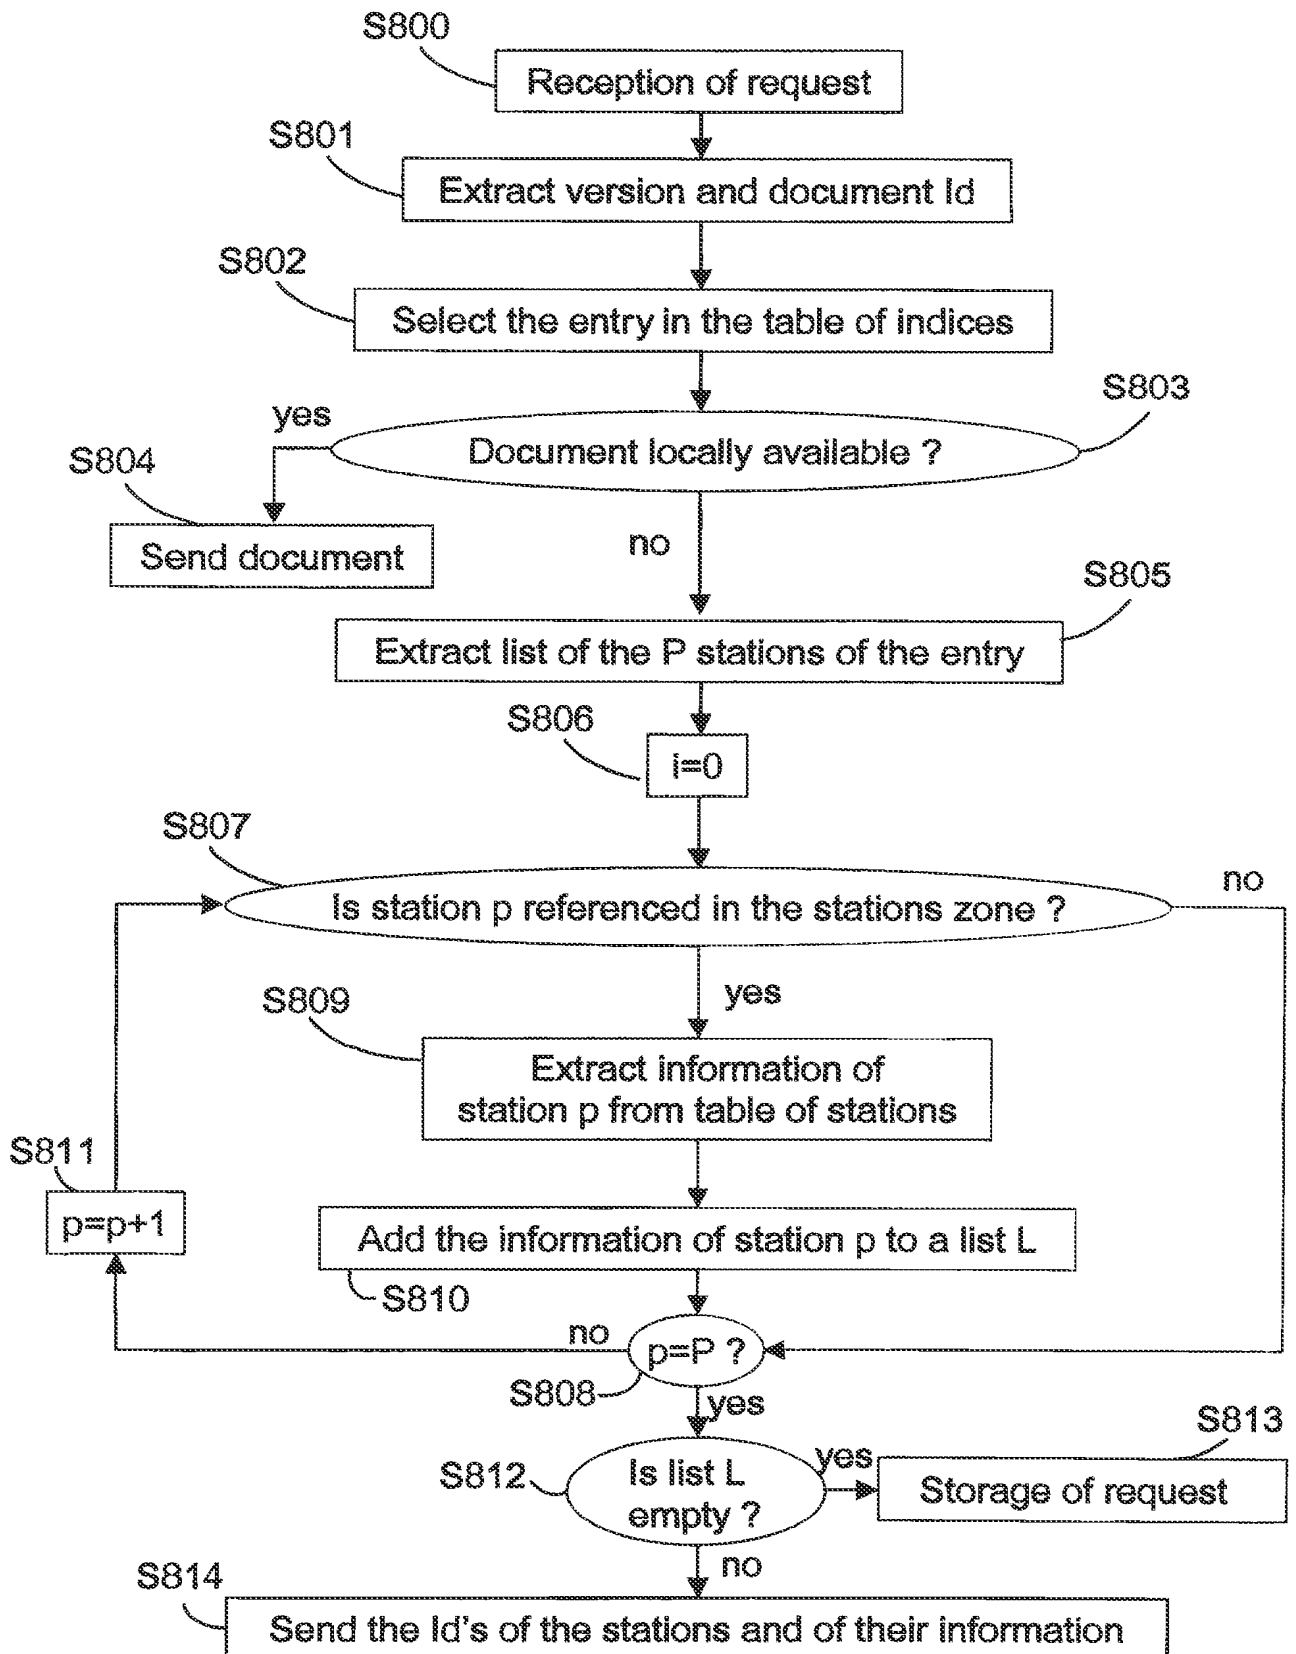 S800
Reception of request
S801
Extract version and document Id
S802
Select the entry in the table of indices
S803
yes
Document locally available ?
S804
Send document
no
S805
Extract list of the P stations of the entry
S806
i=0
S807
no
Is station p referenced in the stations zone ?
yes
S809
Extract information of
station p from table of stations
S811
p=p+1
Add the information of station p to a list L
S810
no
p=P ?
S808
yes
S813
S812
Is list L
empty ?
yes
Storage of request
no
S814
Send the Id's of the stations and of their information